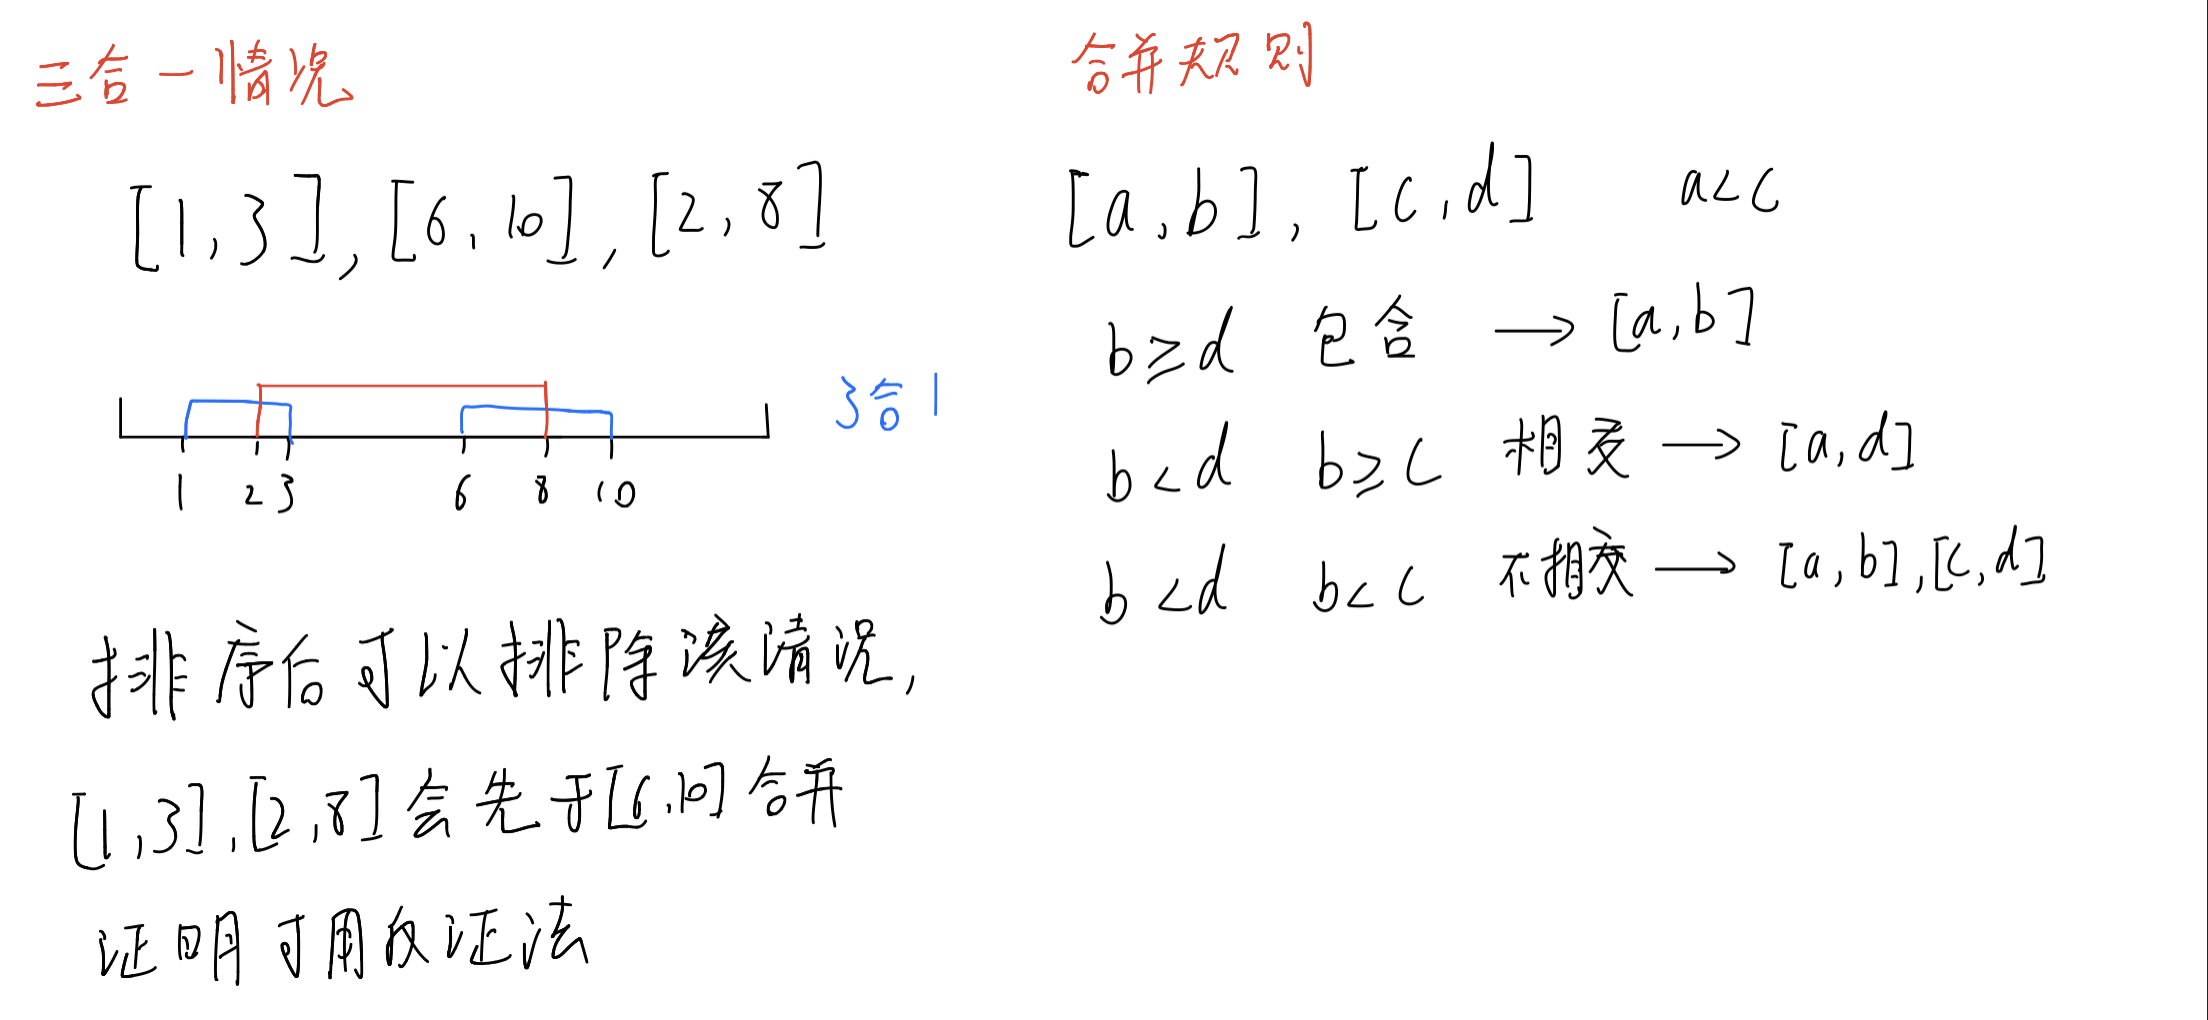 三合一情况
[1,3],[6,10],[2,8]
3合1
1 2 3 6 8 10
排序后可以排除该情况,
[1,3],[2,8]会先于[6,10]合并
证明可用反证法
合并规则
[a,b],[c,d] a<c
b≥d 包含 → [a,b]
b<d b≥c 相交 → [a,d]
b<d b<c 不相交 → [a,b],[c,d]